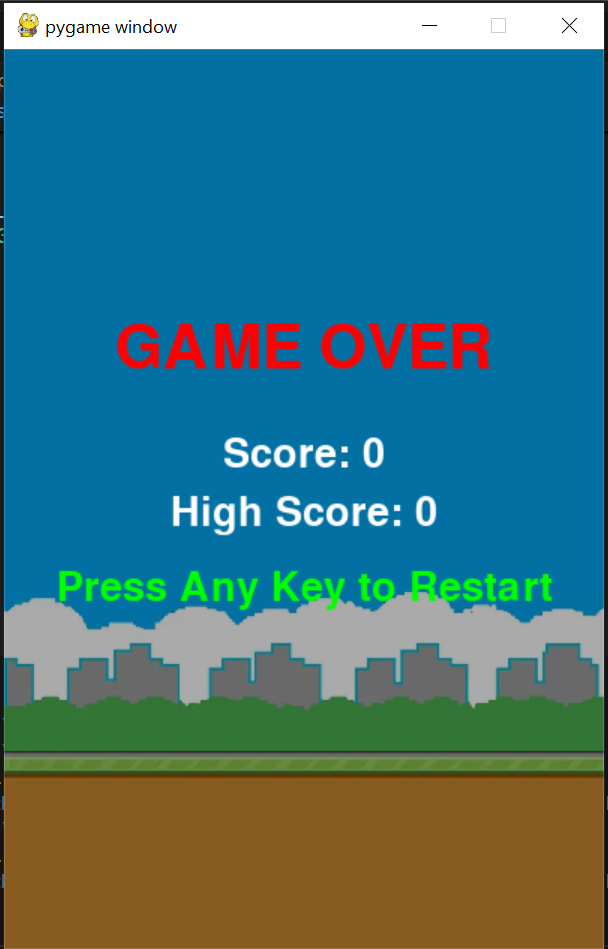 pygame window
GAME OVER
Score: 0
High Score: 0
Press Any Key to Restart